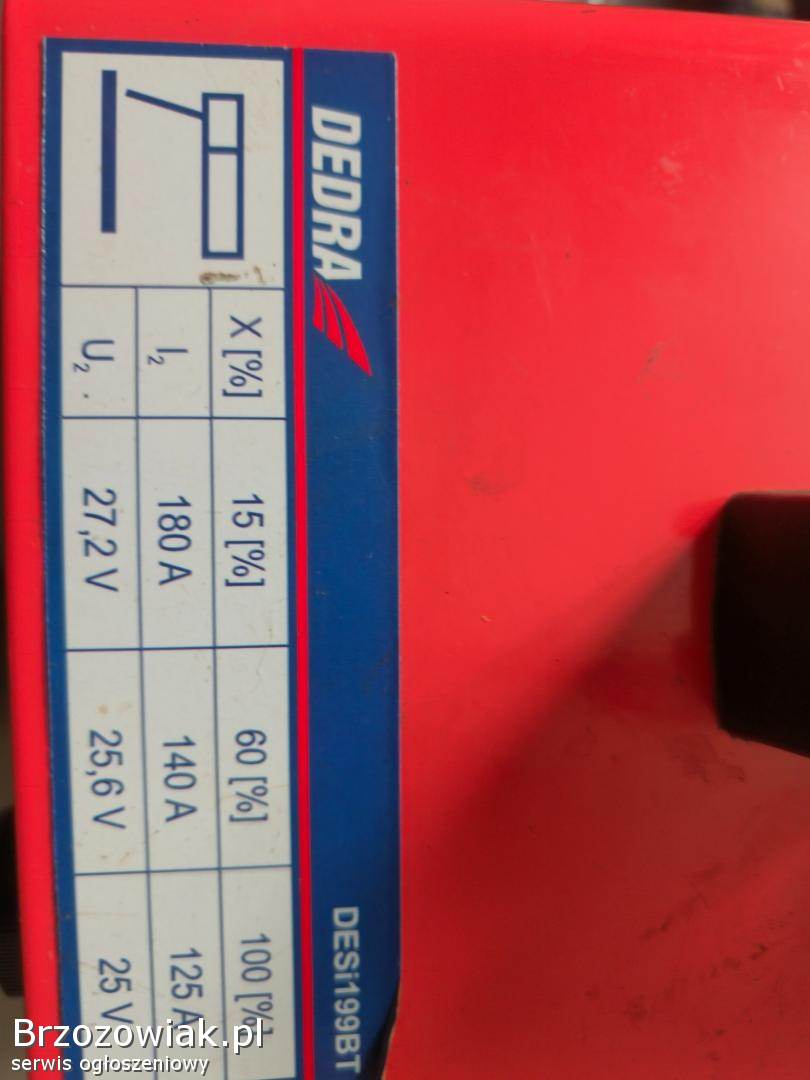 DEDRA DESi199BT
X [%] 15 [%] 60 [%] 100 [%]
I₂ 180 A 140 A 125 A
U₂ . 27,2 V 25,6 V 25 V
Brzozowiak.pl
serwis ogłoszeniowy